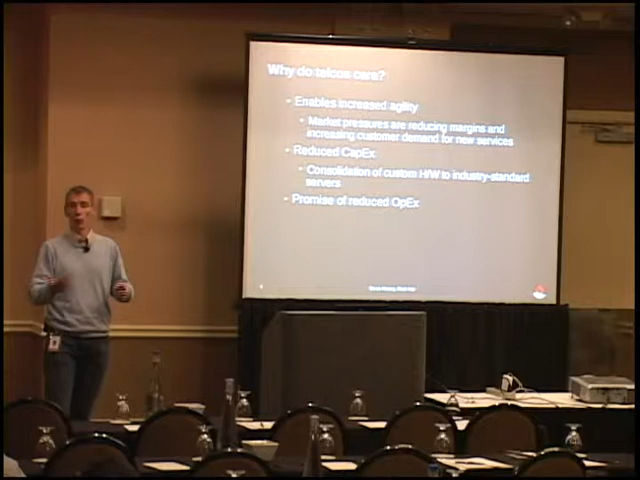 Why do telcos care?
- Enables increased agility
- Market pressures are reducing margins and
increasing customer demand for new services
- Reduced CapEx
- Consolidation of custom H/W to industry-standard
servers
- Promise of reduced OpEx